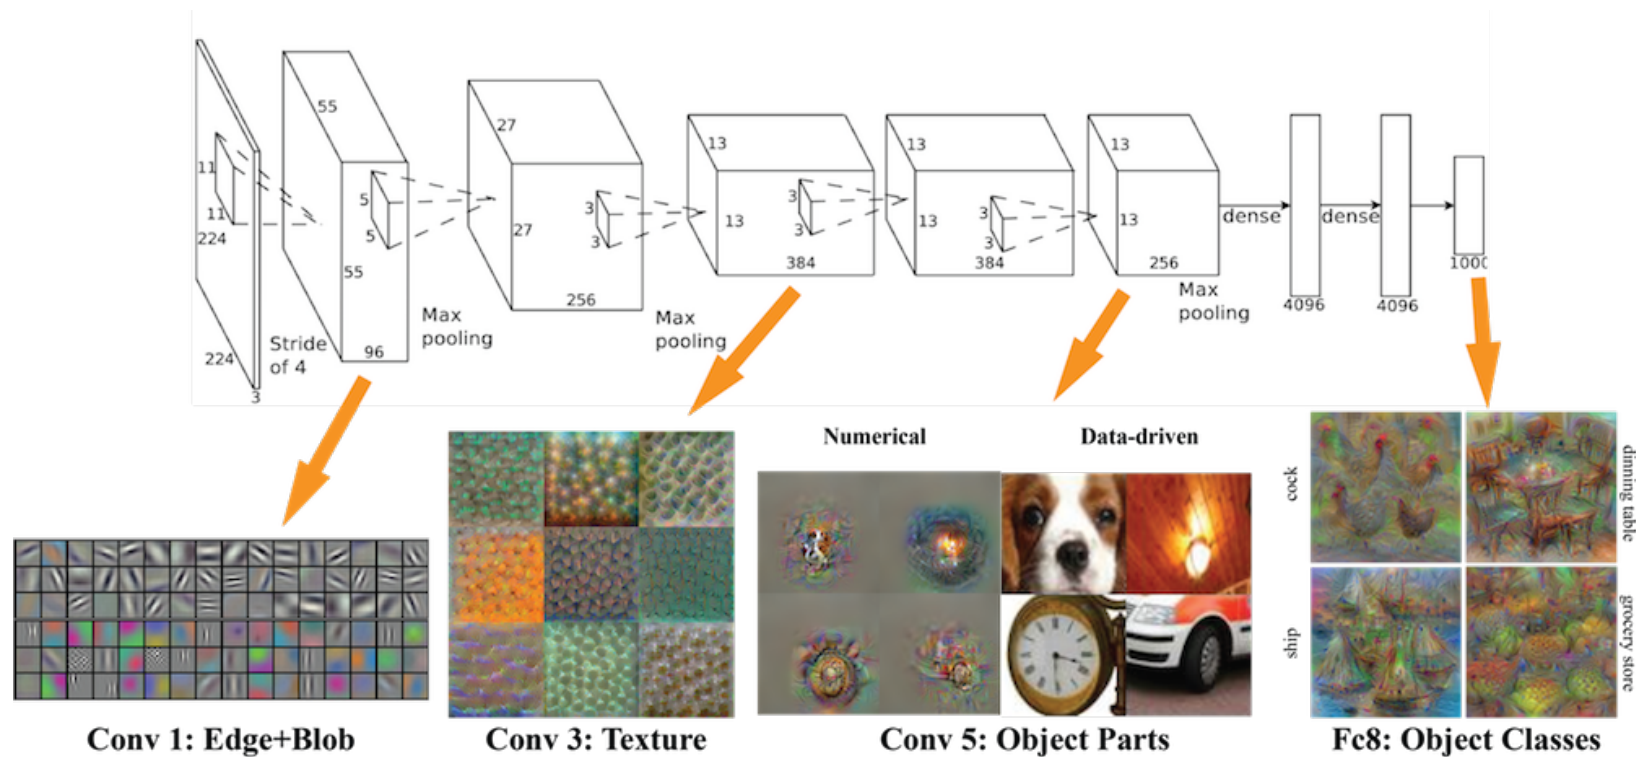 55
27
13
13
13
11
5
3
3
3
11
5
27
3
13
3
13
3
13
dense
dense
224
55
384
384
256
1000
256
4096
4096
Max
pooling
Max
pooling
Max
pooling
Stride
of 4
224
96
3
Numerical
Data-driven
cock
dinning table
ship
grocery store
Conv 1: Edge+Blob
Conv 3: Texture
Conv 5: Object Parts
Fc8: Object Classes